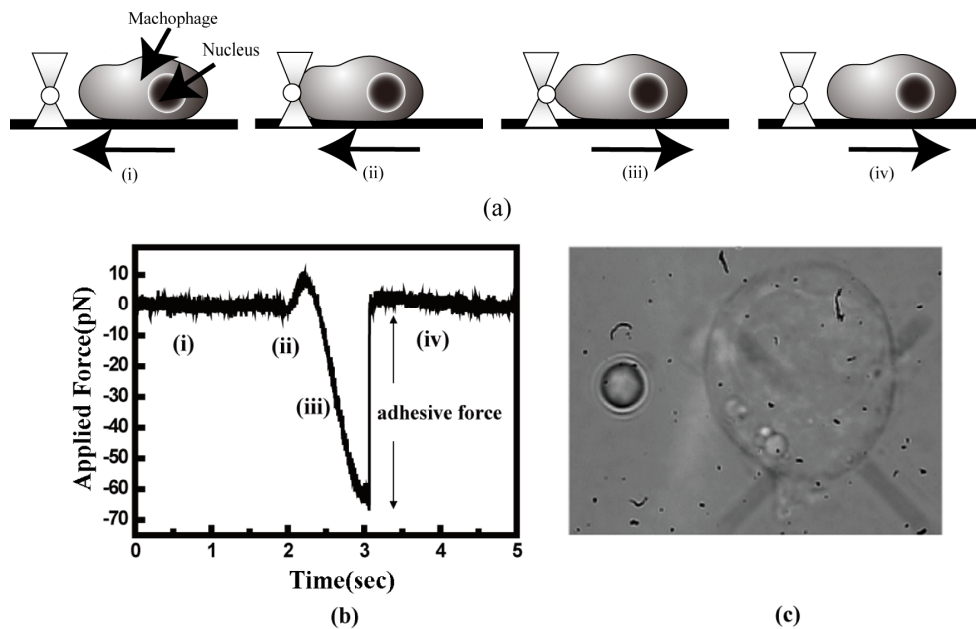 Machophage
Nucleus
(i)
(ii)
(iii)
(iv)
(a)
Applied Force(pN)
10
0
-10
-20
-30
-40
-50
-60
-70
(i)
(ii)
(iii)
(iv)
adhesive force
0
1
2
3
4
5
Time(sec)
(b)
(c)